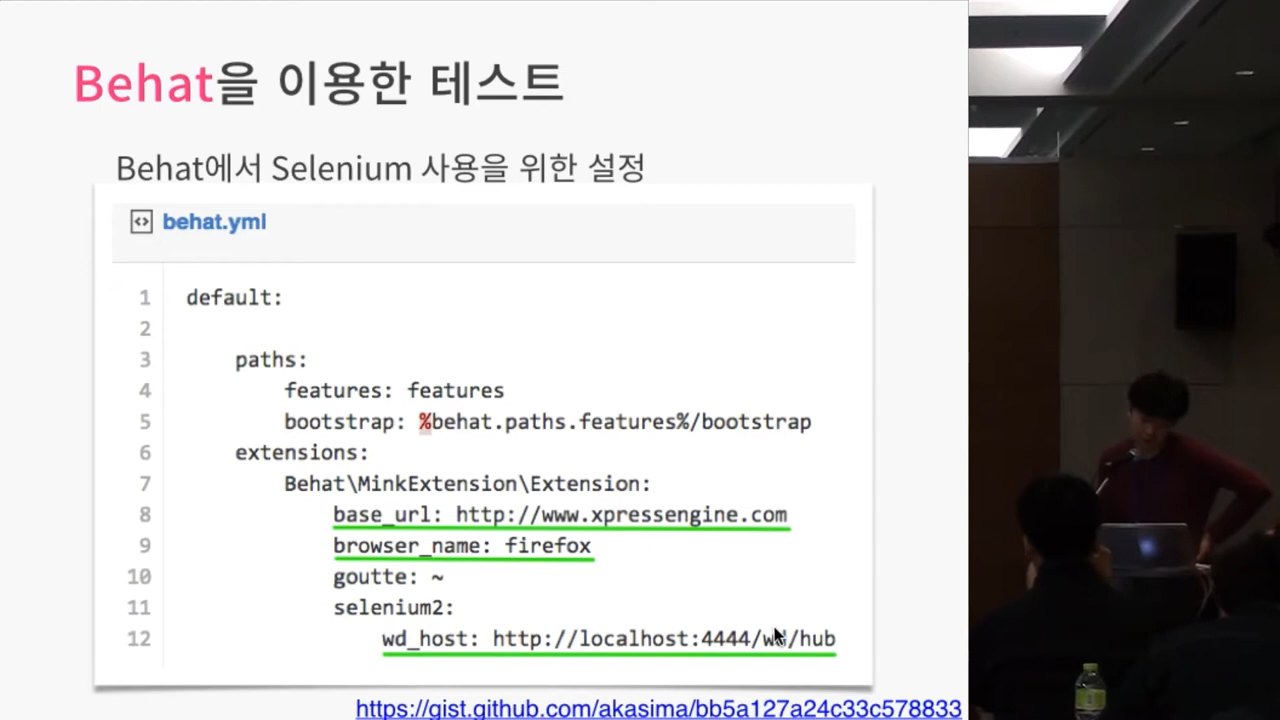 Behat을 이용한 테스트
Behat에서 Selenium 사용을 위한 설정
behat.yml
1 default:
2
3 paths:
4 features: features
5 bootstrap: %behat.paths.features%/bootstrap
6 extensions:
7 Behat\MinkExtension\Extension:
8 base_url: http://www.xpressengine.com
9 browser_name: firefox
10 goutte: ~
11 selenium2:
12 wd_host: http://localhost:4444/wd/hub
https://gist.github.com/akasima/bb5a127a24c33c578833